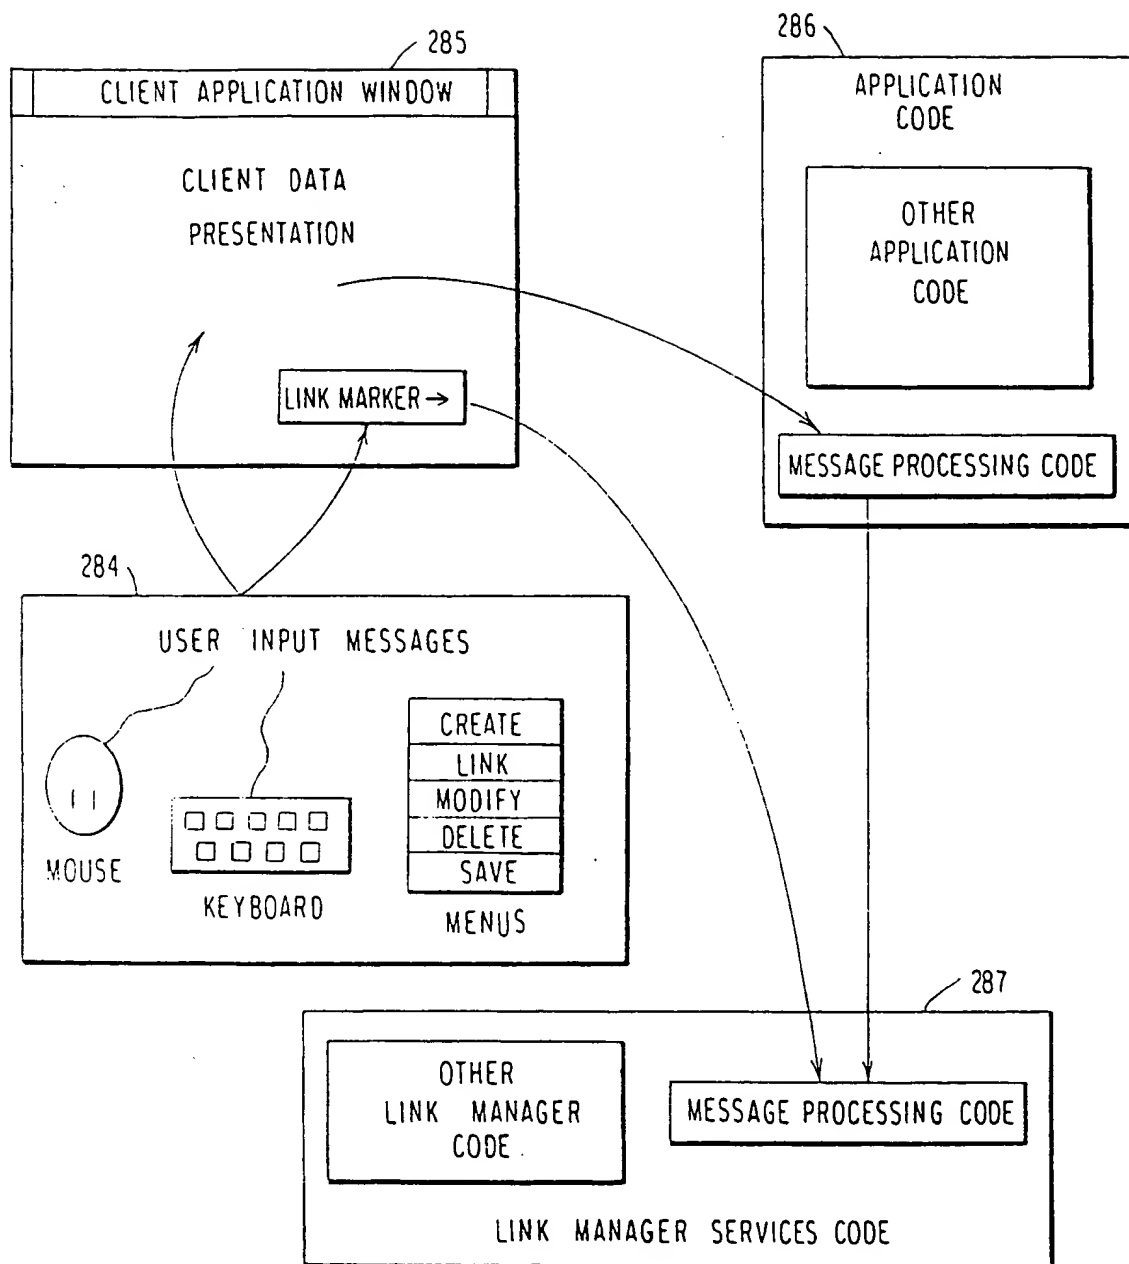 285
CLIENT APPLICATION WINDOW
CLIENT DATA
PRESENTATION
LINK MARKER →
286
APPLICATION
CODE
OTHER
APPLICATION
CODE
MESSAGE PROCESSING CODE
284
USER INPUT MESSAGES
MOUSE
KEYBOARD
CREATE
LINK
MODIFY
DELETE
SAVE
MENUS
287
OTHER
LINK MANAGER
CODE
MESSAGE PROCESSING CODE
LINK MANAGER SERVICES CODE